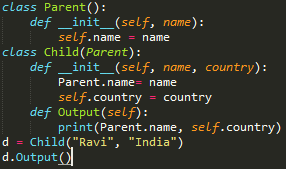 class Parent():
    def __init__(self, name):
        self.name = name
class Child(Parent):
    def __init__(self, name, country):
        Parent.name= name
        self.country = country
    def Output(self):
        print(Parent.name, self.country)
d = Child("Ravi", "India")
d.Output()